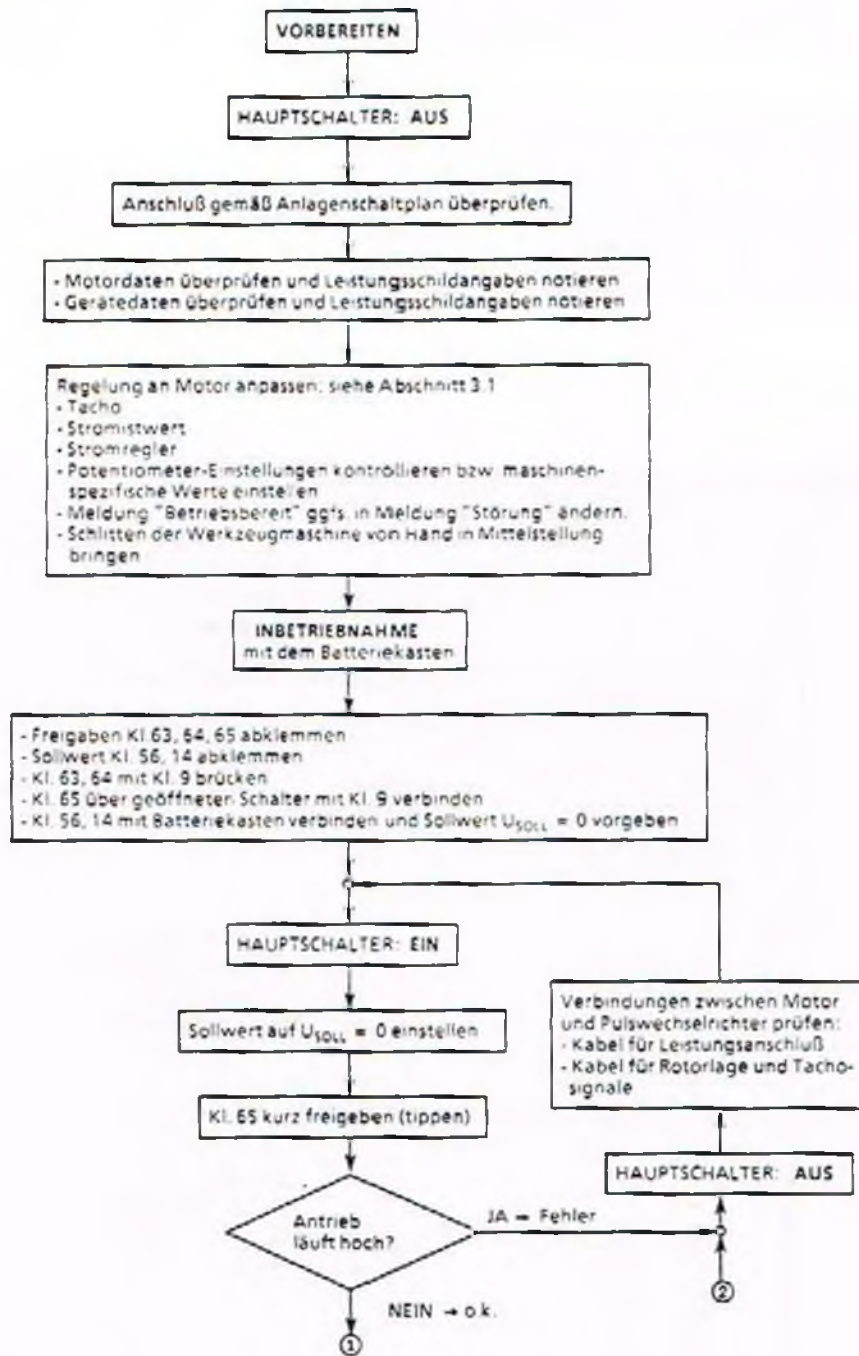 VORBEREITEN
HAUPTSCHALTER: AUS
Anschluß gemäß Anlagenschaltplan überprüfen.
- Motordaten überprüfen und Leistungsschildangaben notieren
- Gerätedaten überprüfen und Leistungsschildangaben notieren
Regelung an Motor anpassen: siehe Abschnitt 3.1
- Tacho
- Stromistwert
- Stromregler
- Potentiometer-Einstellungen kontrollieren bzw. maschinen-
spezifische Werte einstellen
- Meldung "Betriebsbereit" ggfs. in Meldung "Störung" ändern.
- Schlitten der Werkzeugmaschine von Hand in Mittelstellung
bringen
INBETRIEBNAHME
mit dem Batteriekasten
- Freigaben Kl. 63, 64, 65 abklemmen
- Sollwert Kl. 56, 14 abklemmen
- Kl. 63, 64 mit Kl. 9 brücken
- Kl. 65 über geöffneten Schalter mit Kl. 9 verbinden
- Kl. 56, 14 mit Batteriekasten verbinden und Sollwert USOLL = 0 vorgeben
HAUPTSCHALTER: EIN
Sollwert auf USOLL = 0 einstellen
Kl. 65 kurz freigeben (tippen)
Antrieb
läuft hoch?
JA → Fehler
NEIN → o.k.
①
Verbindungen zwischen Motor
und Pulswechselrichter prüfen:
- Kabel für Leistungsanschluß
- Kabel für Rotorlage und Tacho-
signale
HAUPTSCHALTER: AUS
②